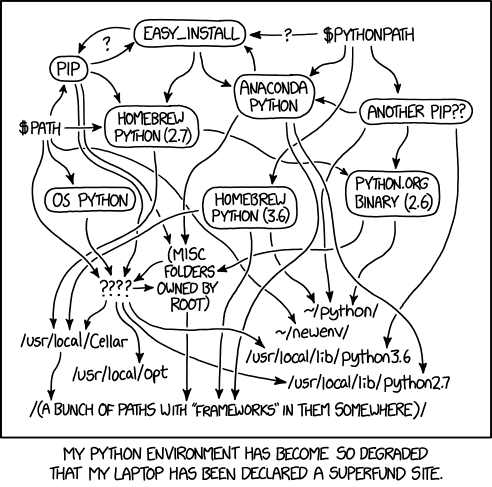 EASY_INSTALL
?
$PYTHONPATH
?
PIP
ANACONDA
PYTHON
ANOTHER PIP??
HOMEBREW
PYTHON (2.7)
$PATH
OS PYTHON
HOMEBREW
PYTHON (3.6)
PYTHON.ORG
BINARY (2.6)
(MISC
FOLDERS
OWNED BY
ROOT)
????
~/python/
~/newenv/
/usr/local/Cellar
/usr/local/lib/python3.6
/usr/local/opt
/usr/local/lib/python2.7
/(A BUNCH OF PATHS WITH "FRAMEWORKS" IN THEM SOMEWHERE)/
MY PYTHON ENVIRONMENT HAS BECOME SO DEGRADED
THAT MY LAPTOP HAS BEEN DECLARED A SUPERFUND SITE.